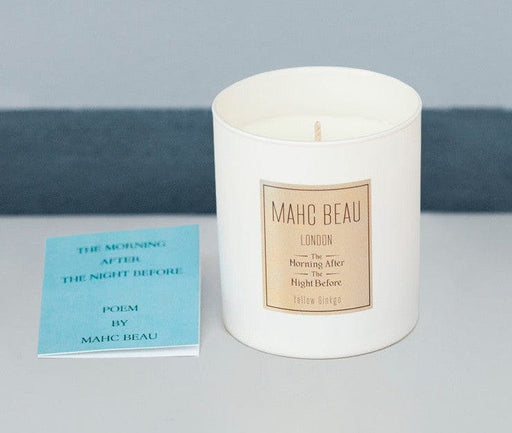 THE MORNING
AFTER
THE NIGHT BEFORE
POEM
BY
MAHC BEAU
MAHC BEAU
LONDON
The
Morning After
The
Night Before
Yellow Ginkgo